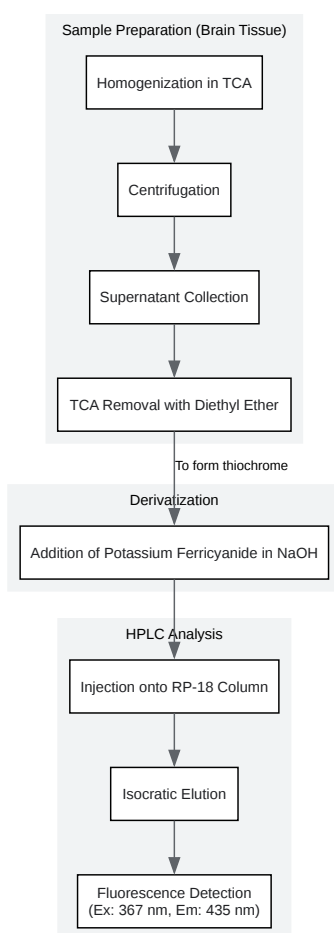 Sample Preparation (Brain Tissue)
Homogenization in TCA
Centrifugation
Supernatant Collection
TCA Removal with Diethyl Ether
To form thiochrome
Derivatization
Addition of Potassium Ferricyanide in NaOH
HPLC Analysis
Injection onto RP-18 Column
Isocratic Elution
Fluorescence Detection
(Ex: 367 nm, Em: 435 nm)